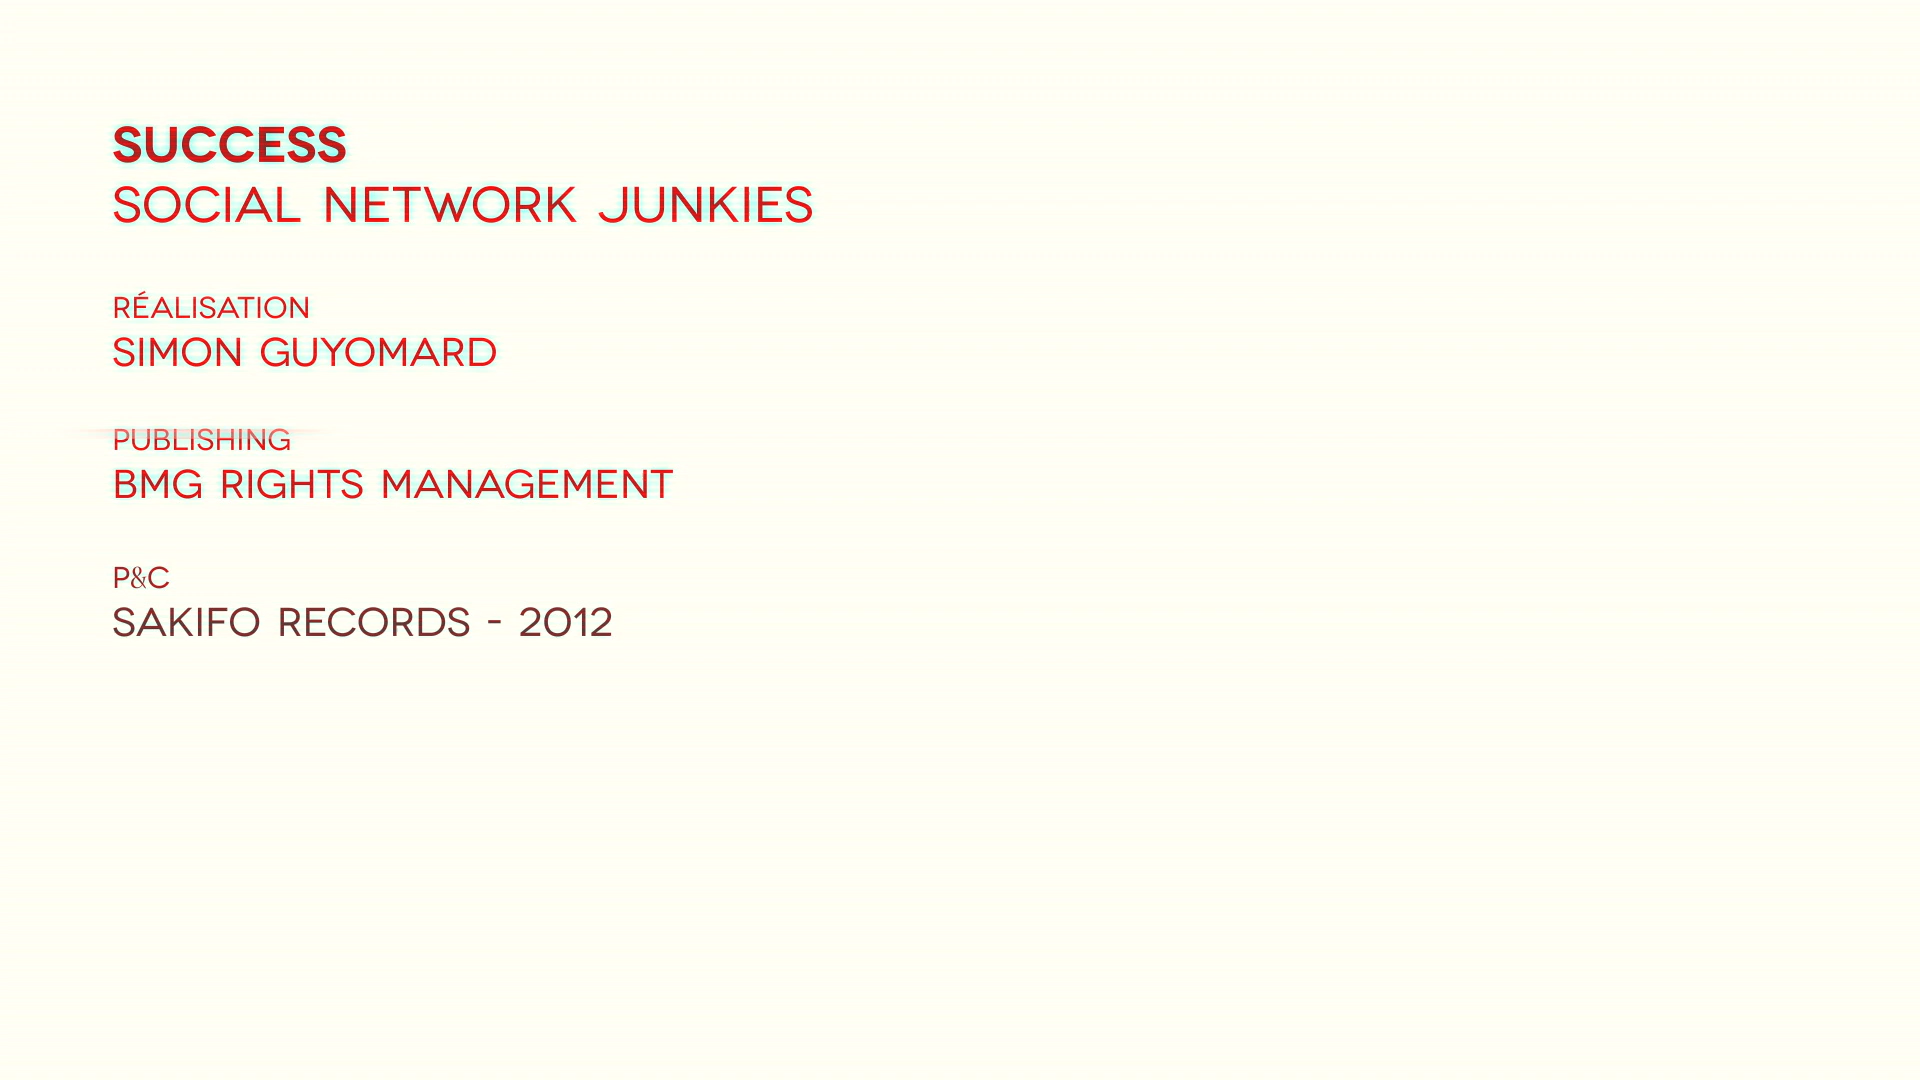 SUCCESS
SOCIAL NETWORK JUNKIES
RÉALISATION
SIMON GUYOMARD
PUBLISHING
BMG RIGHTS MANAGEMENT
P&C
SAKIFO RECORDS - 2012